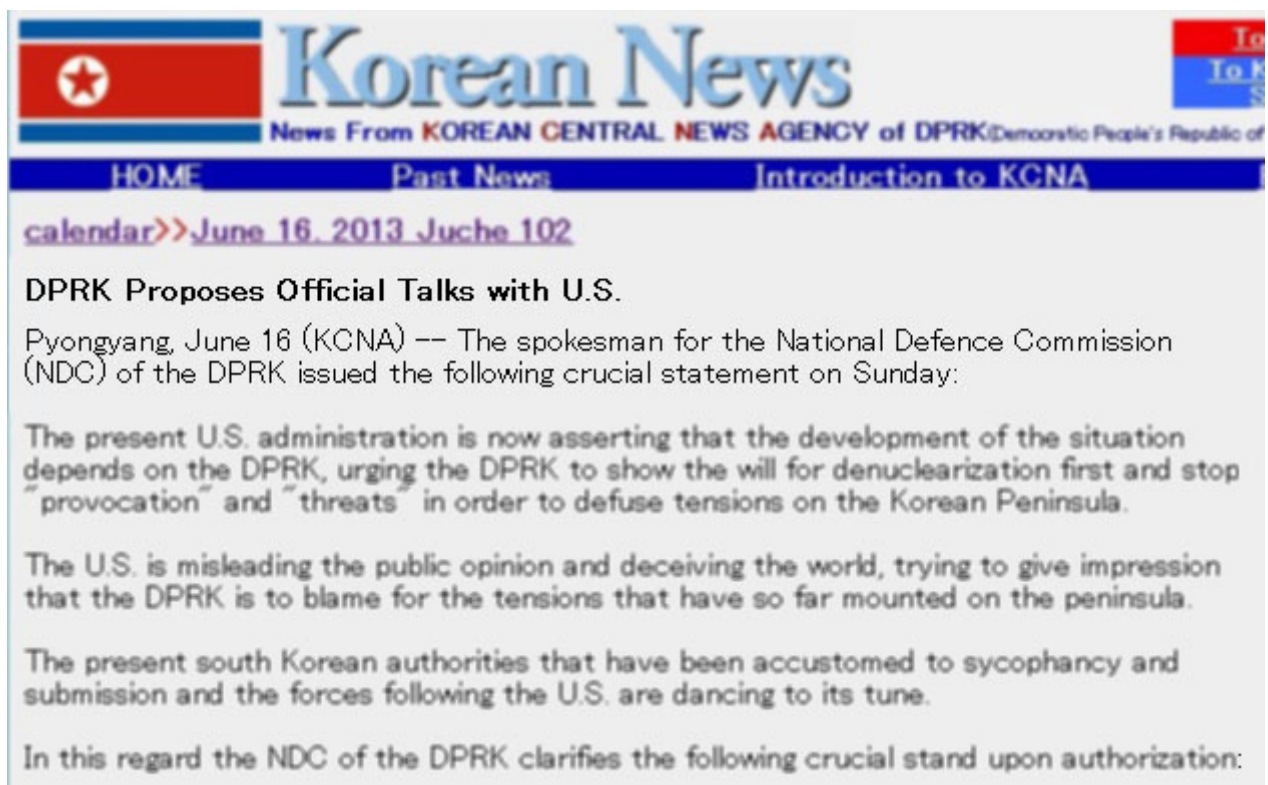 Korean News
To
To K
S
News From KOREAN CENTRAL NEWS AGENCY of DPRK(Democratic People's Republic of
HOME Past News Introduction to KCNA
calendar>>June 16. 2013 Juche 102
DPRK Proposes Official Talks with U.S.
Pyongyang, June 16 (KCNA) -- The spokesman for the National Defence Commission
(NDC) of the DPRK issued the following crucial statement on Sunday:
The present U.S. administration is now asserting that the development of the situation
depends on the DPRK, urging the DPRK to show the will for denuclearization first and stop
"provocation" and "threats" in order to defuse tensions on the Korean Peninsula.
The U.S. is misleading the public opinion and deceiving the world, trying to give impression
that the DPRK is to blame for the tensions that have so far mounted on the peninsula.
The present south Korean authorities that have been accustomed to sycophancy and
submission and the forces following the U.S. are dancing to its tune.
In this regard the NDC of the DPRK clarifies the following crucial stand upon authorization: